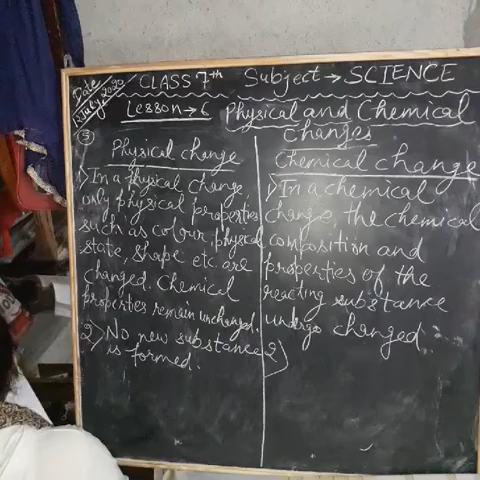 Date
July, 2020
CLASS 7th Subject → SCIENCE
Lesson → 6 Physical and Chemical
Changes
3
Physical change
1) In a physical change
only physical properties
such as colour, physical
state, shape etc. are
changed. Chemical
properties remain unchanged.
2) No new substance
is formed.
Chemical change
1) In a chemical
change, the chemical
composition and
properties of the
reacting substance
undergo changed.
2)